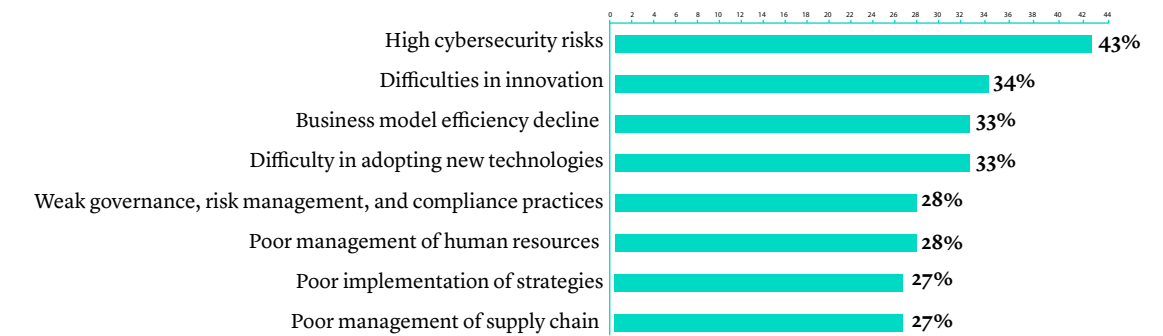 0 2 4 6 8 10 12 14 16 18 20 22 24 26 28 30 32 34 36 38 40 42 44
High cybersecurity risks 43%
Difficulties in innovation 34%
Business model efficiency decline 33%
Difficulty in adopting new technologies 33%
Weak governance, risk management, and compliance practices 28%
Poor management of human resources 28%
Poor implementation of strategies 27%
Poor management of supply chain 27%